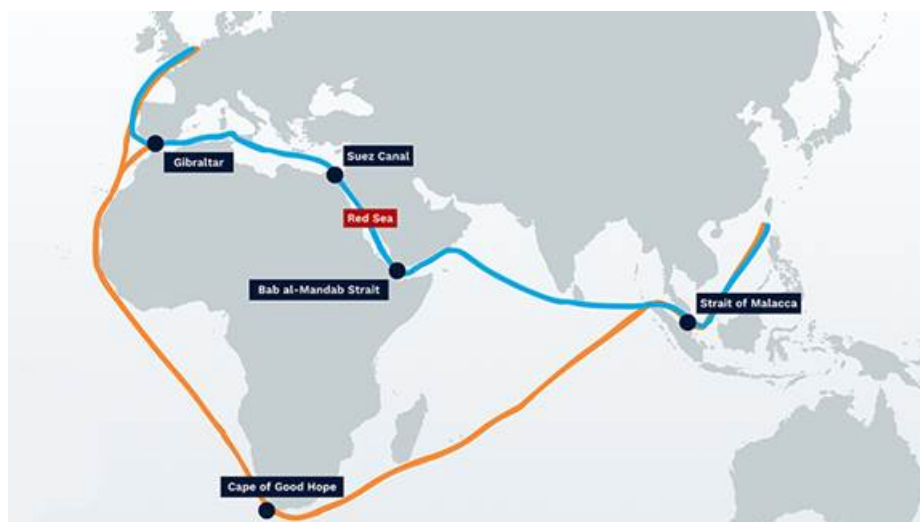 Suez Canal
Gibraltar
Red Sea
Bab al-Mandab Strait
Strait of Malacca
Cape of Good Hope